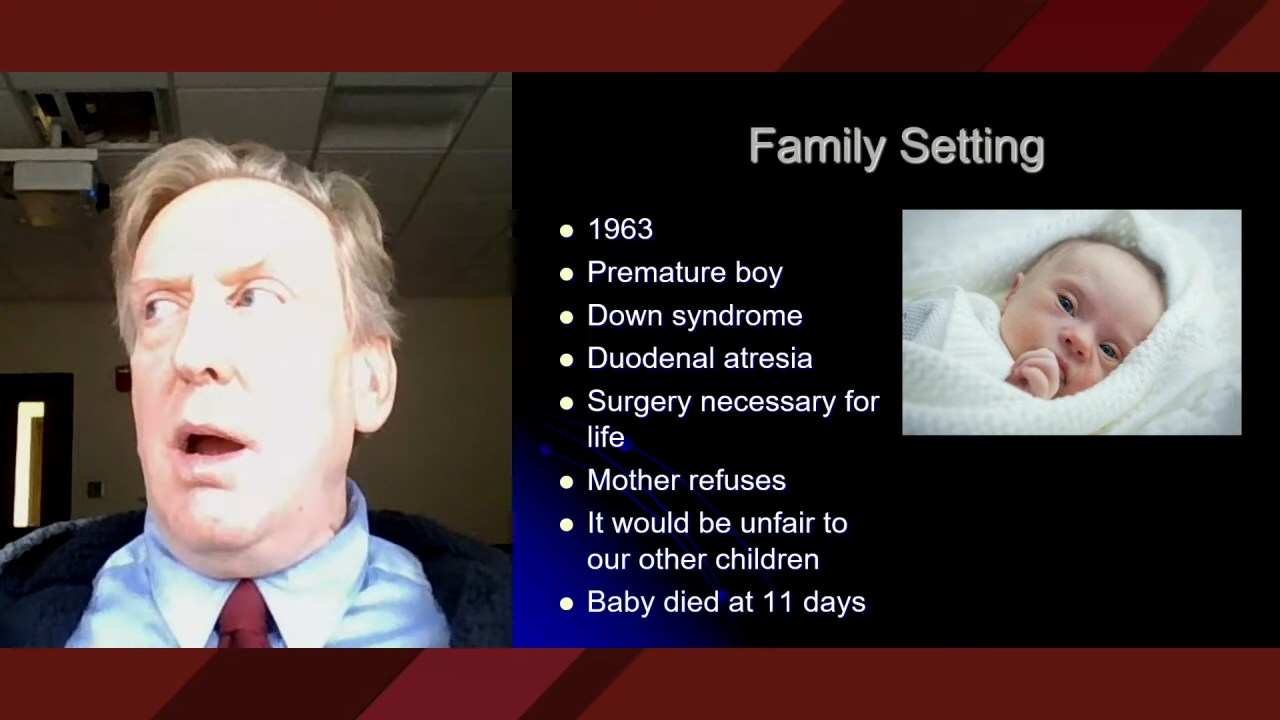 Family Setting
1963
Premature boy
Down syndrome
Duodenal atresia
Surgery necessary for
life
Mother refuses
It would be unfair to
our other children
Baby died at 11 days